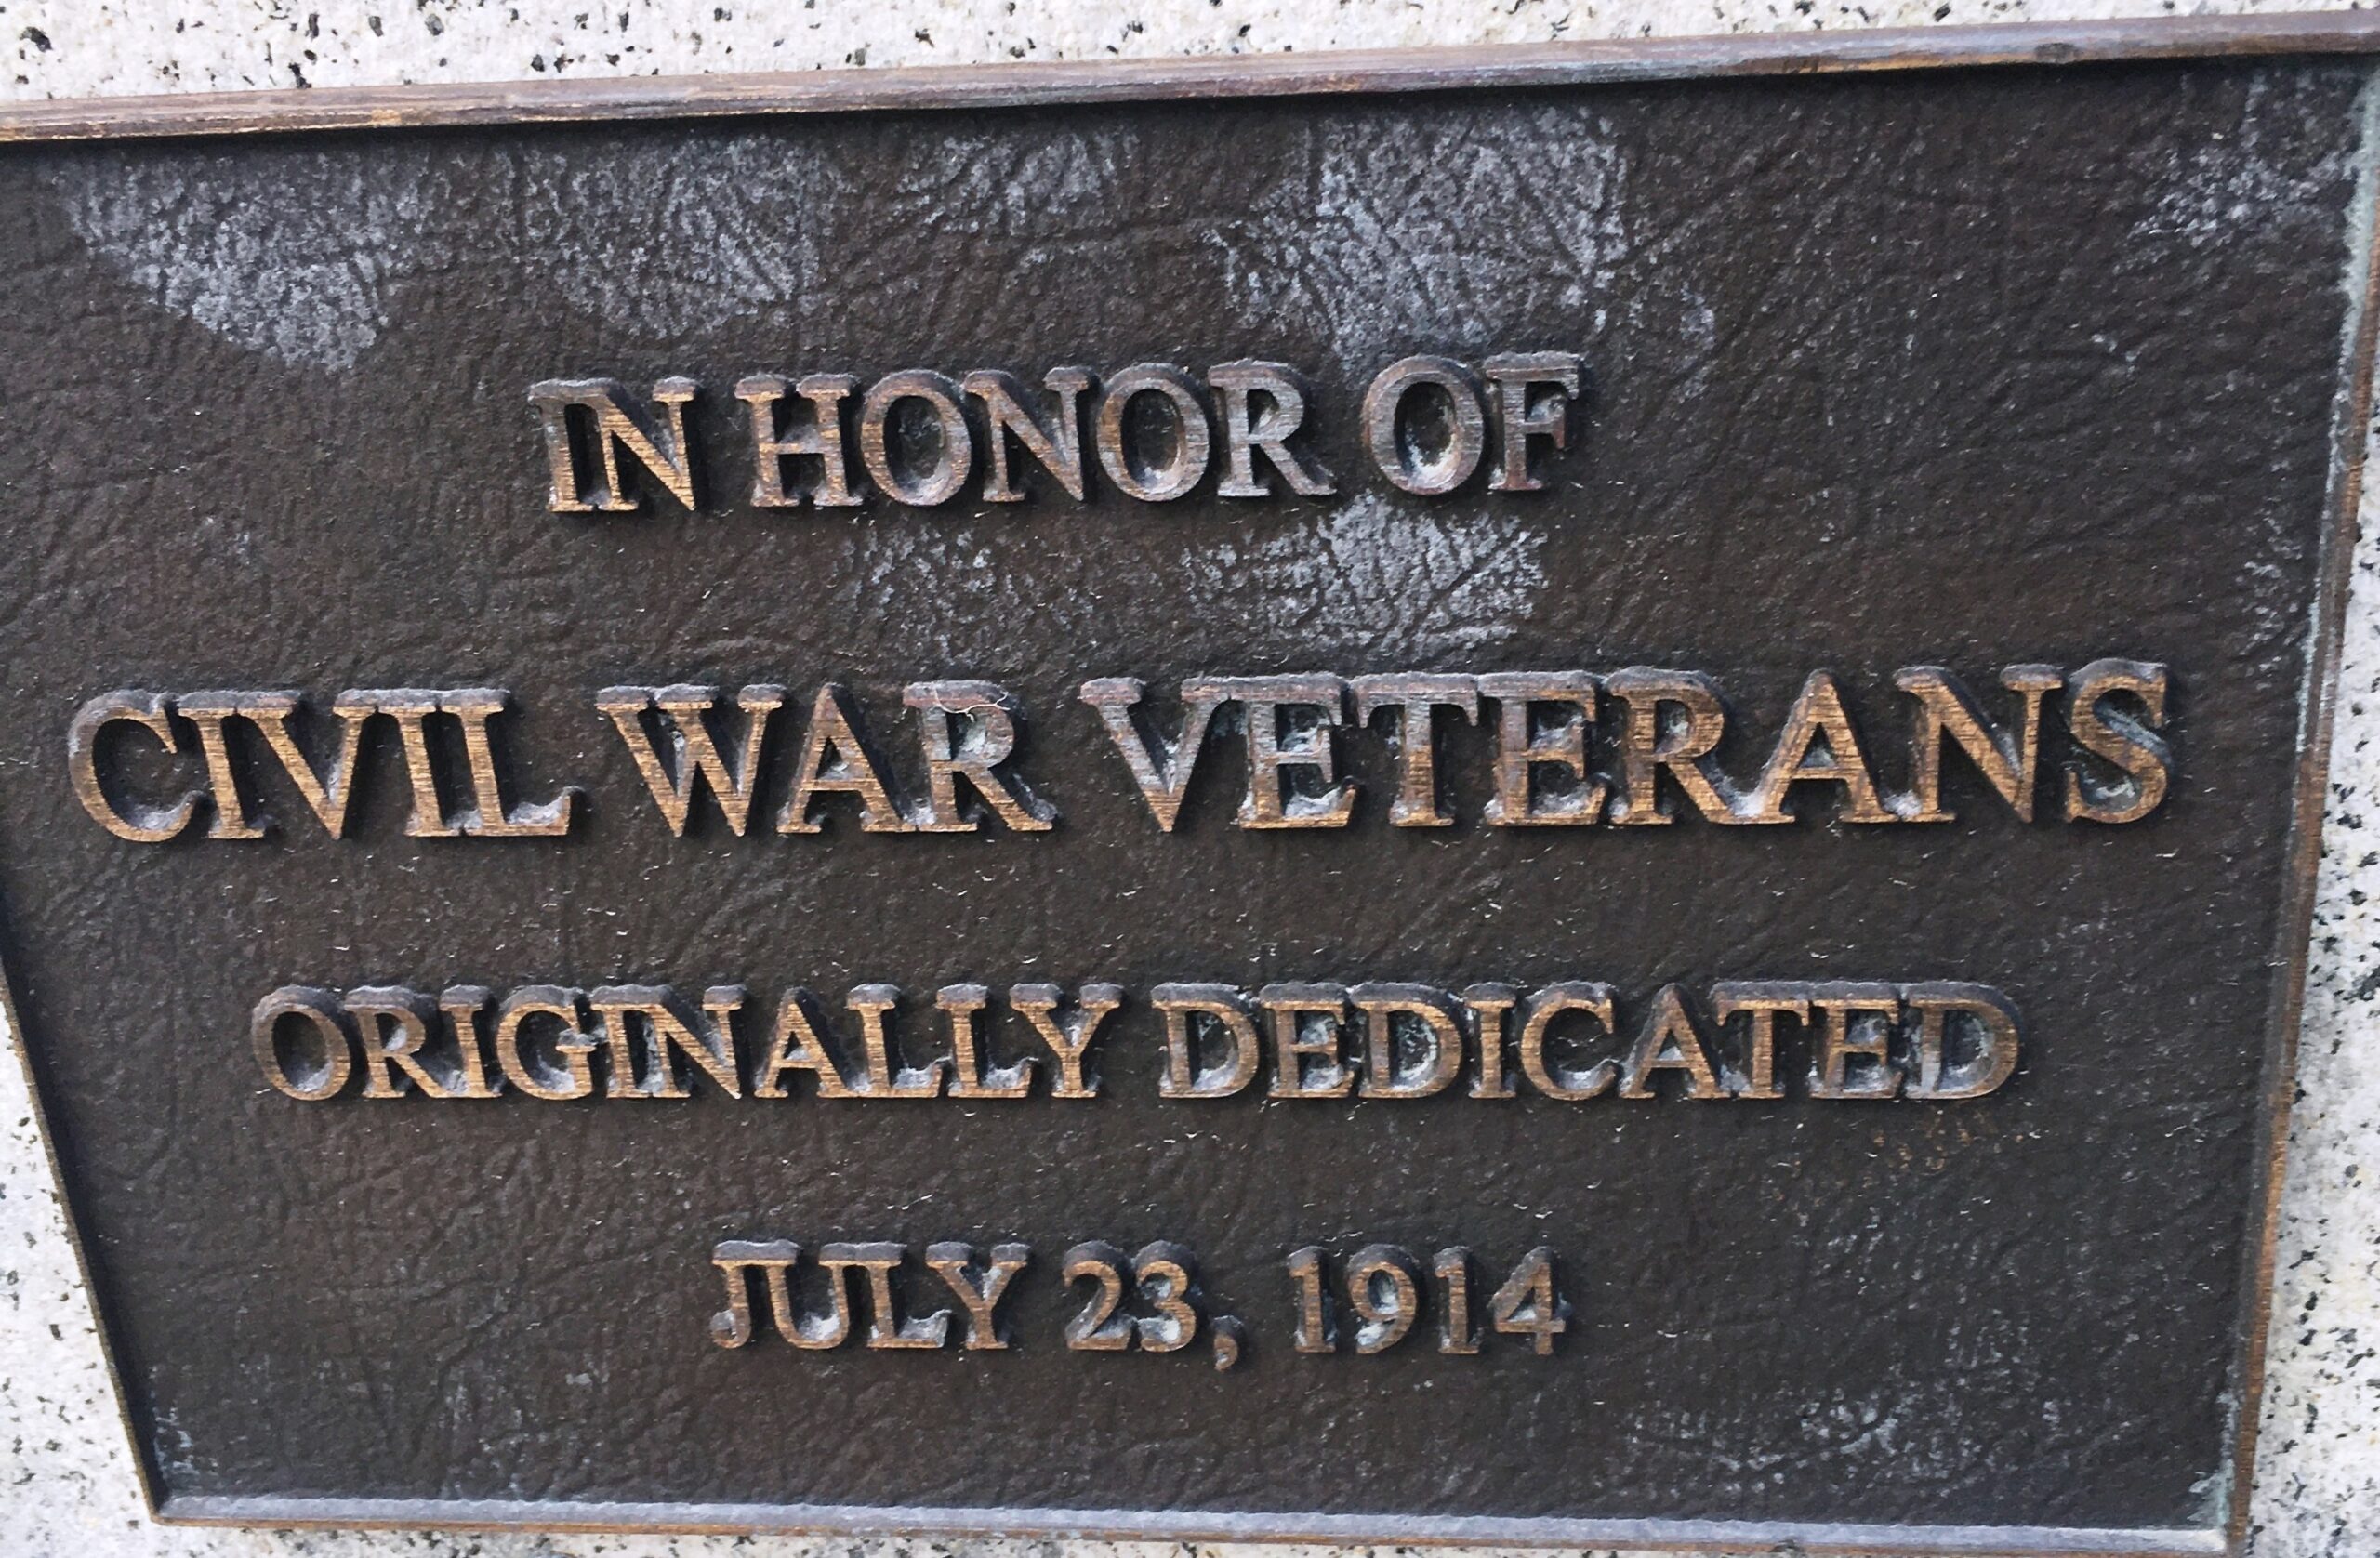 IN HONOR OF
CIVIL WAR VETERANS
ORIGINALLY DEDICATED
JULY 23, 1914